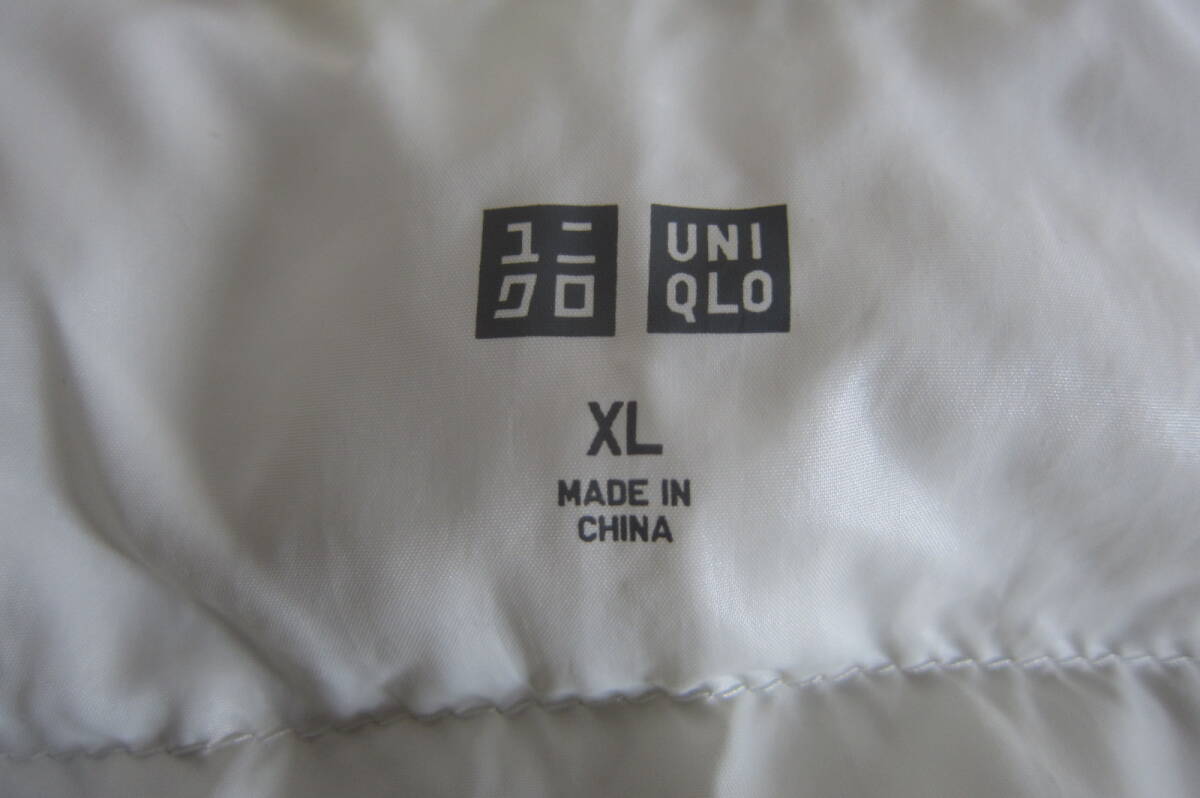 ユニ
クロ
UNI
QLO
XL
MADE IN
CHINA